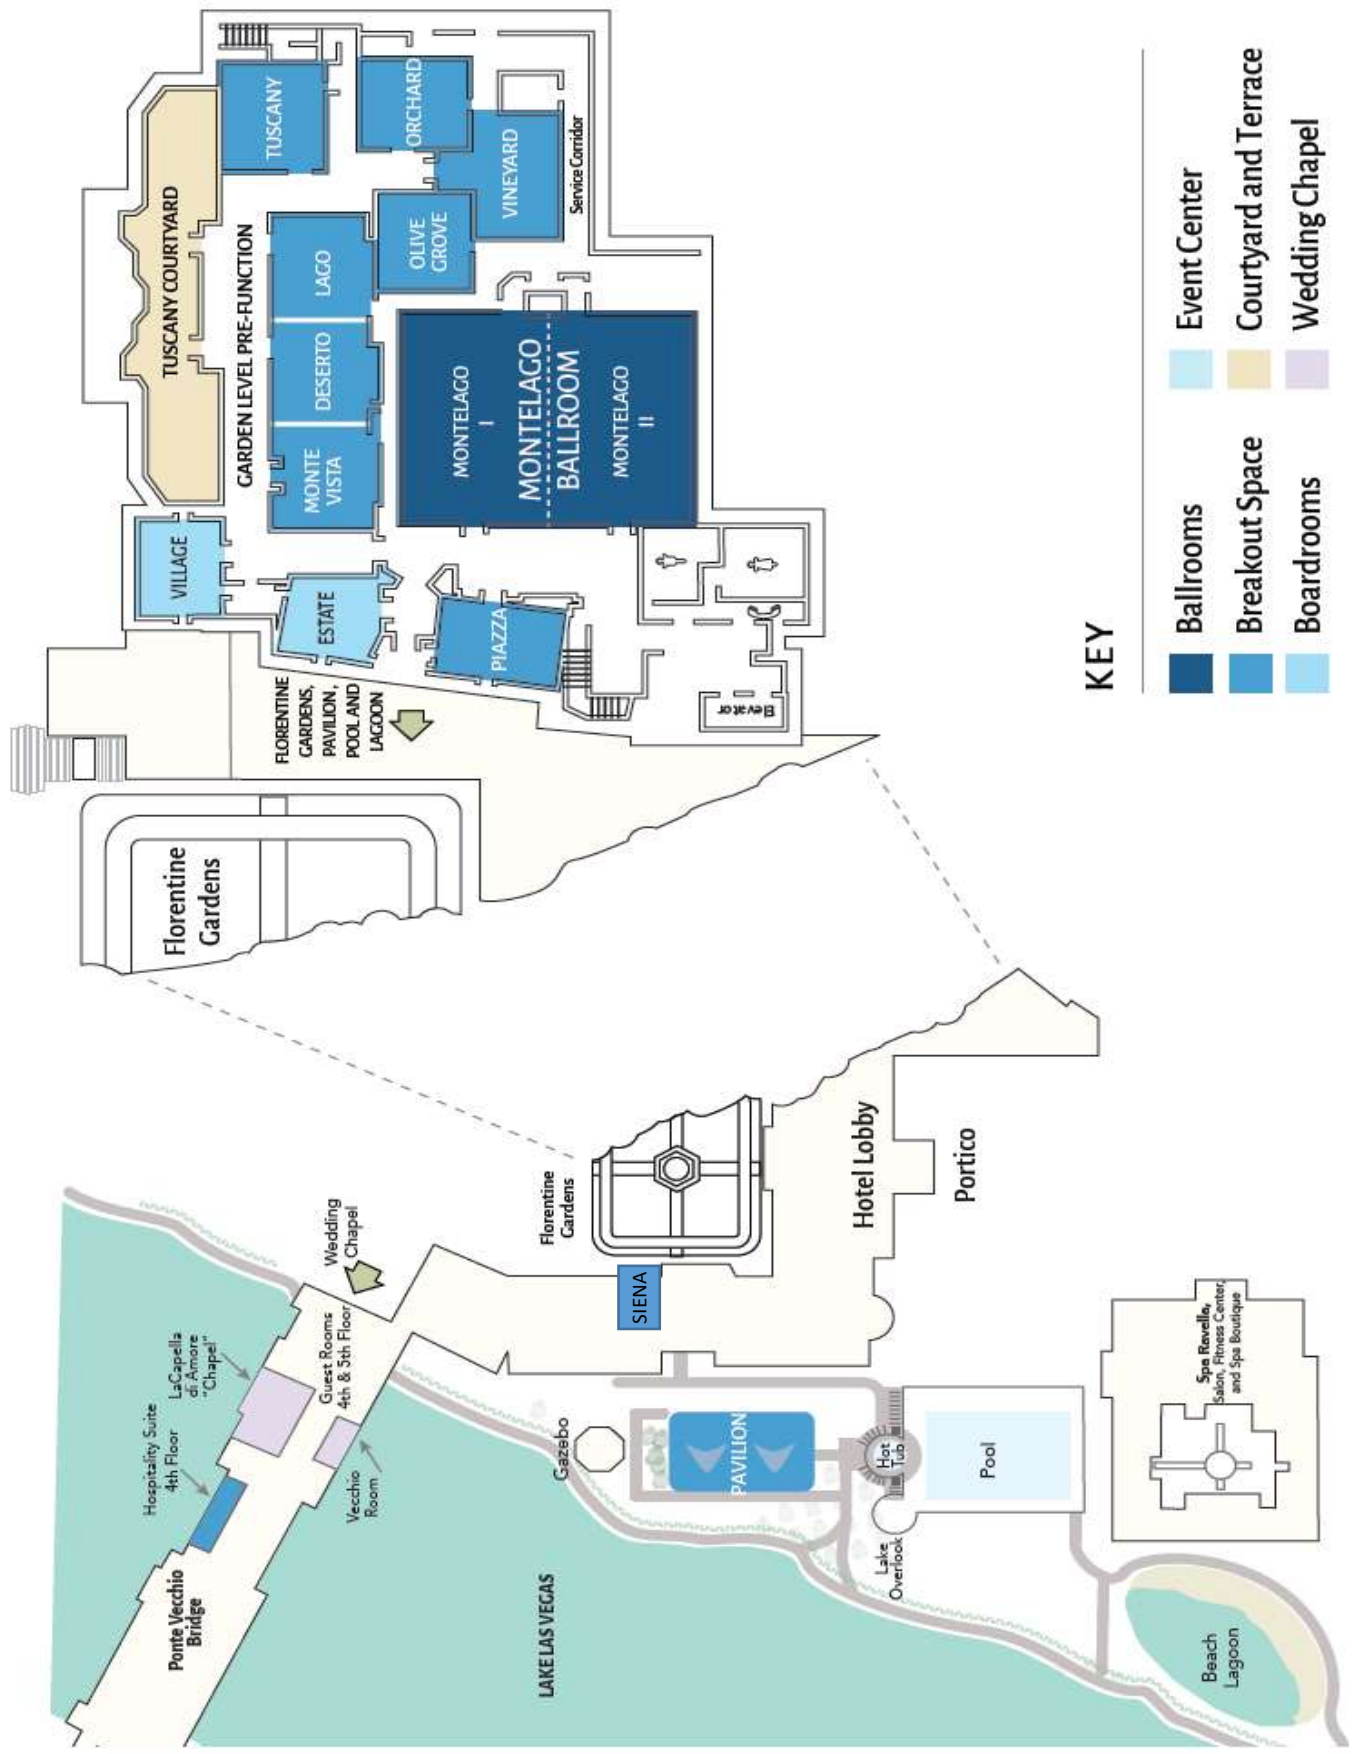 Ponte Vecchio
Bridge
Hospitality Suite
4th Floor
LaCapella
di Amore
"Chapel"
Wedding
Chapel
Guest Rooms
4th & 5th Floor
Vecchio
Room
LAKE LAS VEGAS
Gazebo
PAVILION
Lake
Overlook
Hot
Tub
Pool
Beach
Lagoon
Spa Ravella,
Salon, Fitness Center,
and Spa Boutique
SIENA
Florentine
Gardens
Hotel Lobby
Portico
Florentine
Gardens
FLORENTINE
GARDENS,
PAVILION,
POOL AND
LAGOON
VILLAGE
ESTATE
PIAZZA
Elevator
TUSCANY COURTYARD
GARDEN LEVEL PRE-FUNCTION
MONTE
VISTA
DESERTO
LAGO
TUSCANY
ORCHARD
OLIVE
GROVE
VINEYARD
Service Corridor
MONTELAGO
I
MONTELAGO
BALLROOM
MONTELAGO
II
KEY
Ballrooms
Breakout Space
Boardrooms
Event Center
Courtyard and Terrace
Wedding Chapel